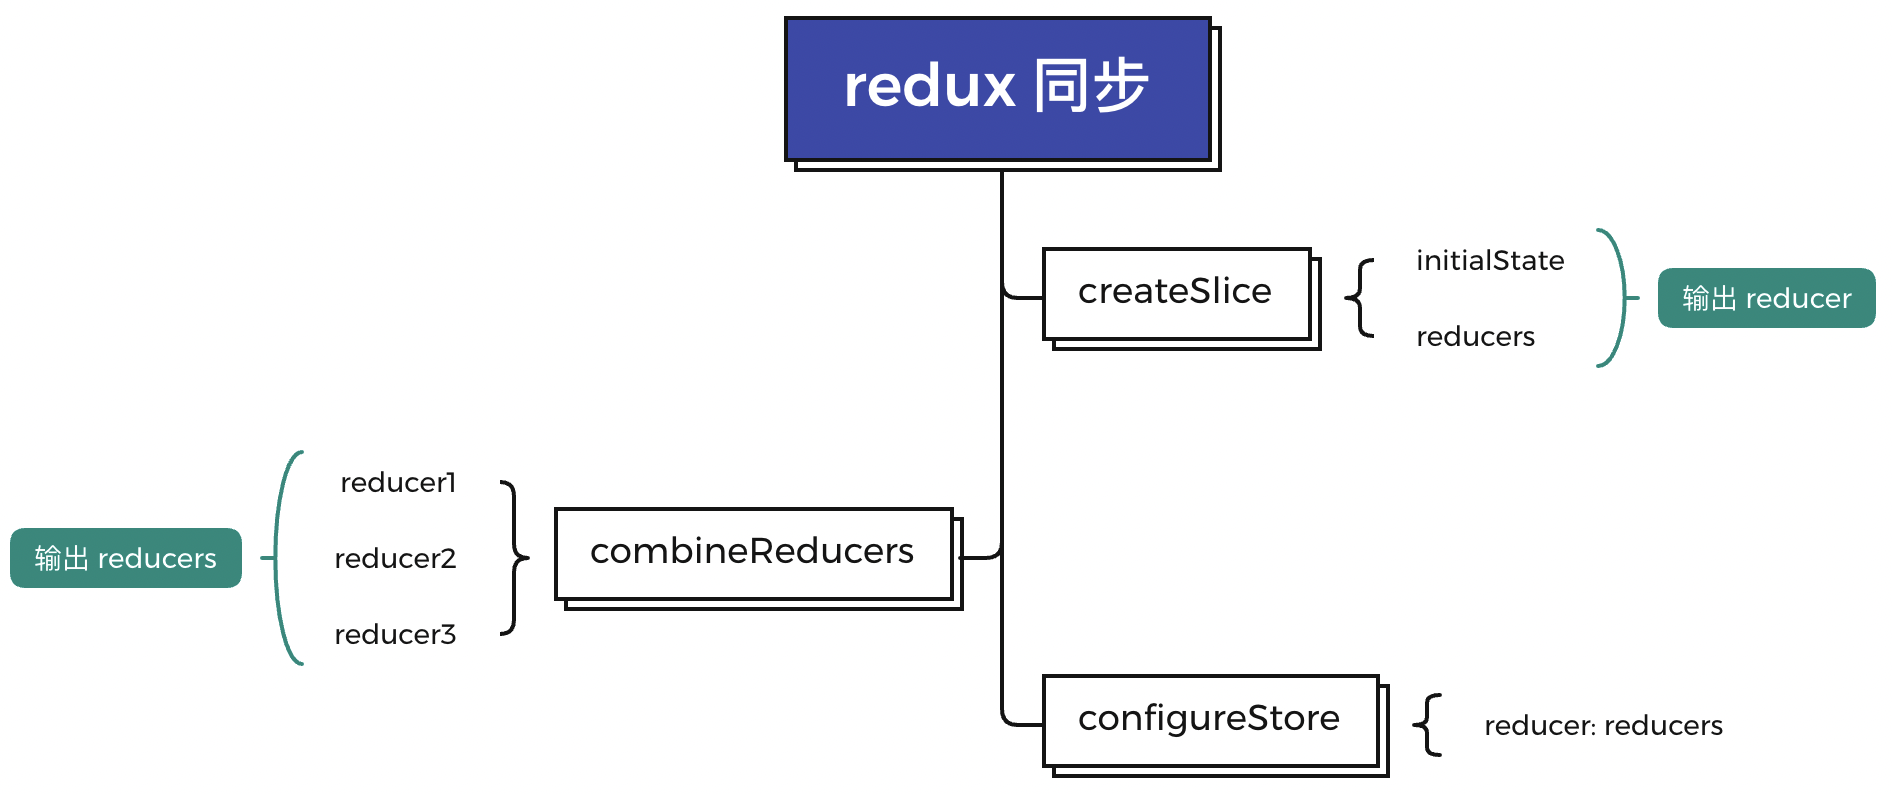 redux 同步
createSlice
initialState
reducers
输出 reducer
combineReducers
reducer1
reducer2
reducer3
输出 reducers
configureStore
reducer: reducers